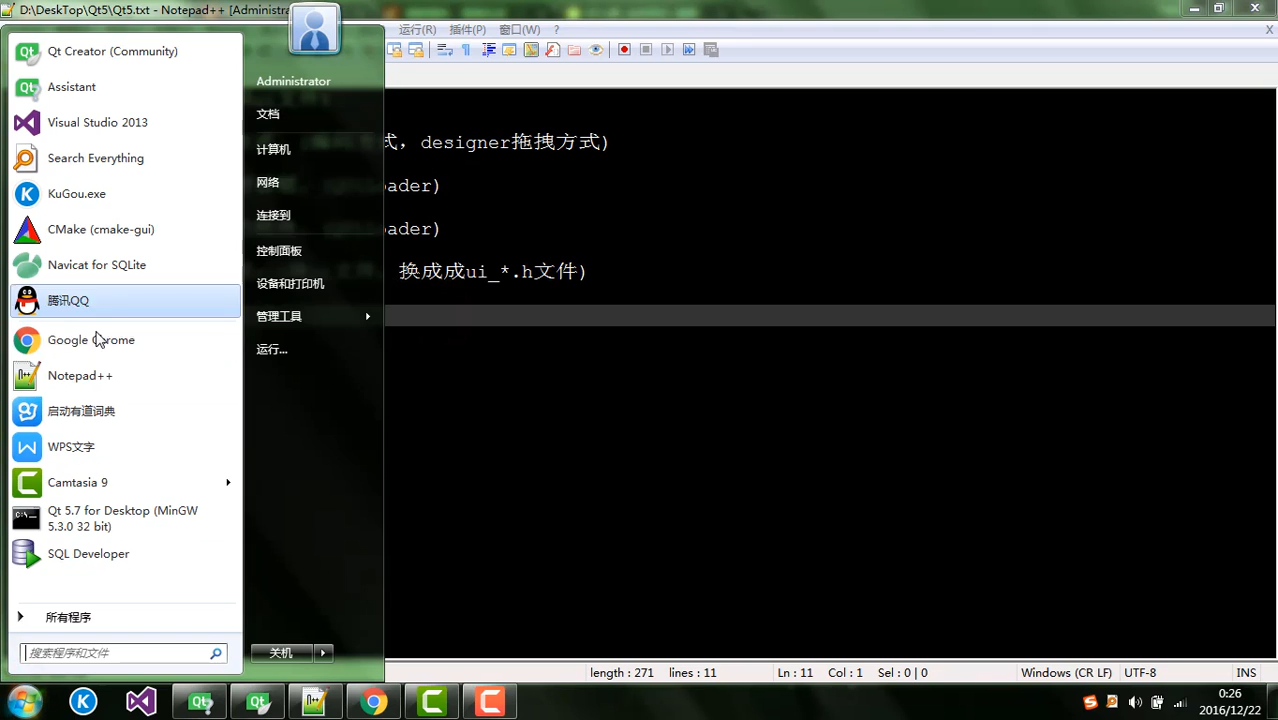 D:\DeskTop\Qt5\Qt5.txt - Notepad++ [Administra
运行(R) 插件(P) 窗口(W) ? X
Qt Creator (Community)
Assistant
Visual Studio 2013
Search Everything
KuGou.exe
CMake (cmake-gui)
Navicat for SQLite
腾讯QQ
Google Chrome
Notepad++
启动有道词典
WPS文字
Camtasia 9
Qt 5.7 for Desktop (MinGW
5.3.0 32 bit)
SQL Developer
所有程序
搜索程序和文件
Administrator
文档
计算机
网络
连接到
控制面板
设备和打印机
管理工具
运行...
关机
式，designer拖拽方式)
ader)
ader)
换成成ui_*.h文件)
length : 271 lines : 11 Ln : 11 Col : 1 Sel : 0 | 0 Windows (CR LF) UTF-8 INS
0:26
2016/12/22